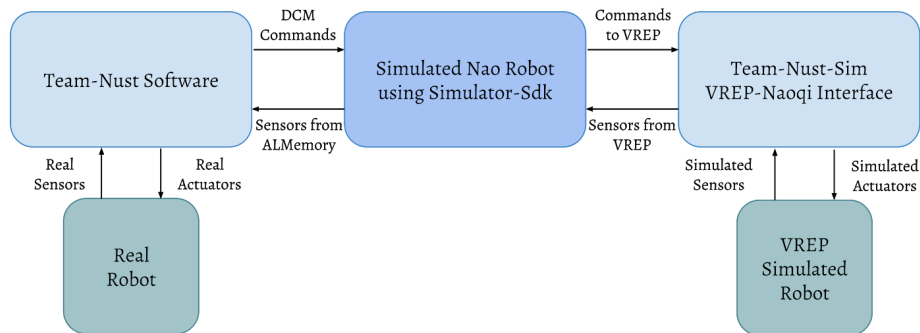 DCM
Commands
Commands
to VREP
Team-Nust Software
Simulated Nao Robot
using Simulator-Sdk
Team-Nust-Sim
VREP-Naoqi Interface
Sensors from
ALMemory
Sensors from
VREP
Real
Sensors
Real
Actuators
Simulated
Sensors
Simulated
Actuators
Real
Robot
VREP
Simulated
Robot